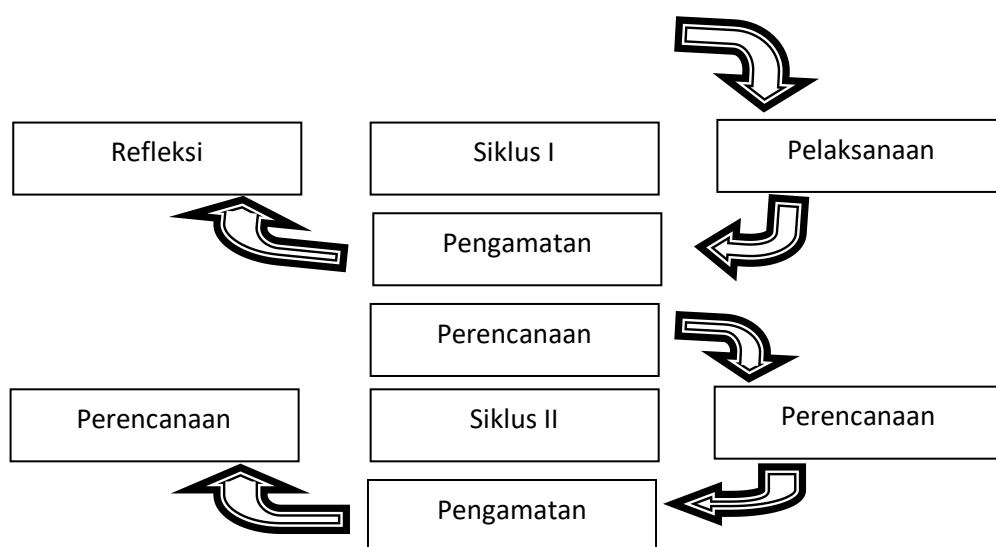 Refleksi
Siklus I
Pelaksanaan
Pengamatan
Perencanaan
Perencanaan
Siklus II
Perencanaan
Pengamatan